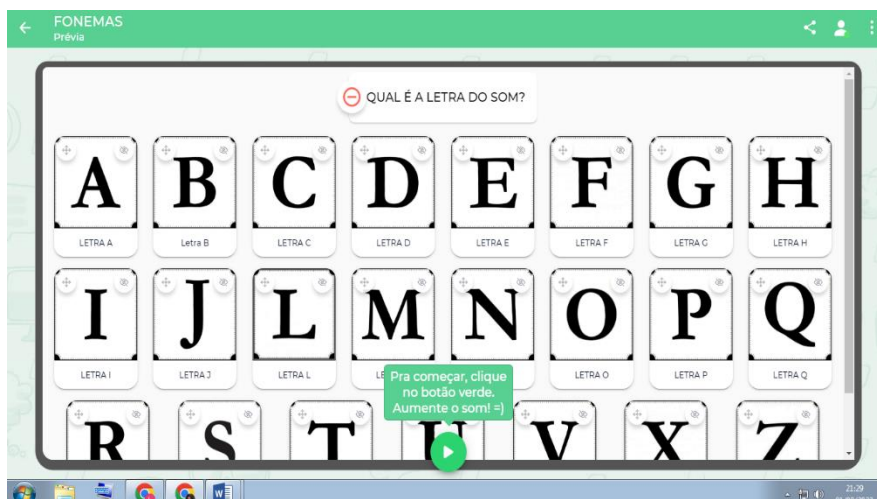 FONEMAS
Prévia
QUAL É A LETRA DO SOM?
A B C D E F G H
LETRA A Letra B LETRA C LETRA D LETRA E LETRA F LETRA G LETRA H
I J L M N O P Q
LETRA I LETRA J LETRA L LETRA O LETRA P LETRA Q
Pra começar, clique
no botão verde.
Aumente o som! =)
R S T U V X Z
21:29